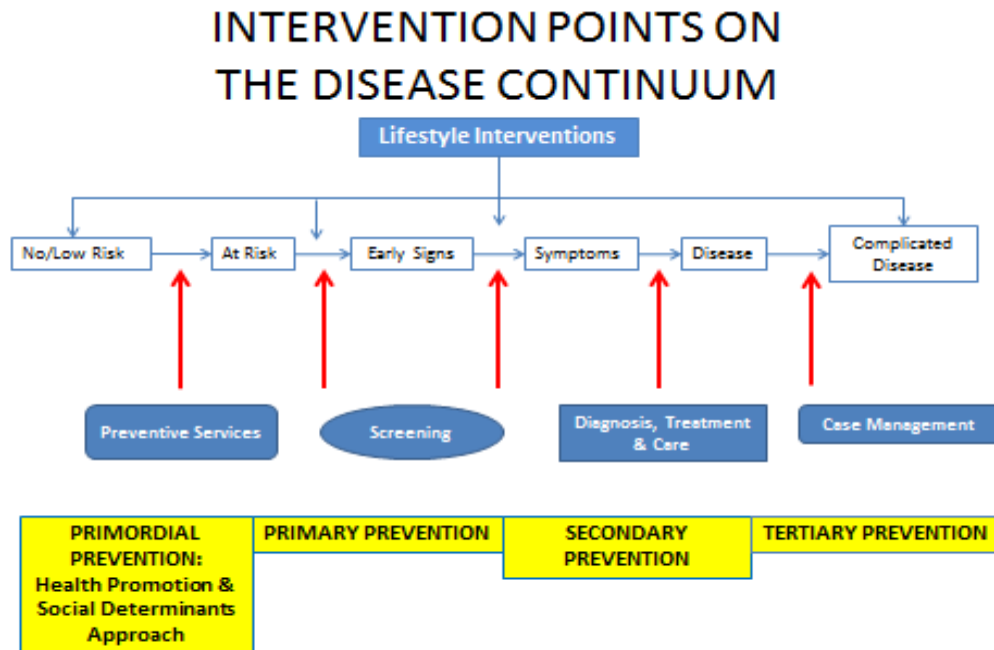 INTERVENTION POINTS ON
THE DISEASE CONTINUUM
Lifestyle Interventions
No/Low Risk
At Risk
Early Signs
Symptoms
Disease
Complicated
Disease
Preventive Services
Screening
Diagnosis, Treatment
& Care
Case Management
PRIMORDIAL
PREVENTION:
Health Promotion &
Social Determinants
Approach
PRIMARY PREVENTION
SECONDARY
PREVENTION
TERTIARY PREVENTION